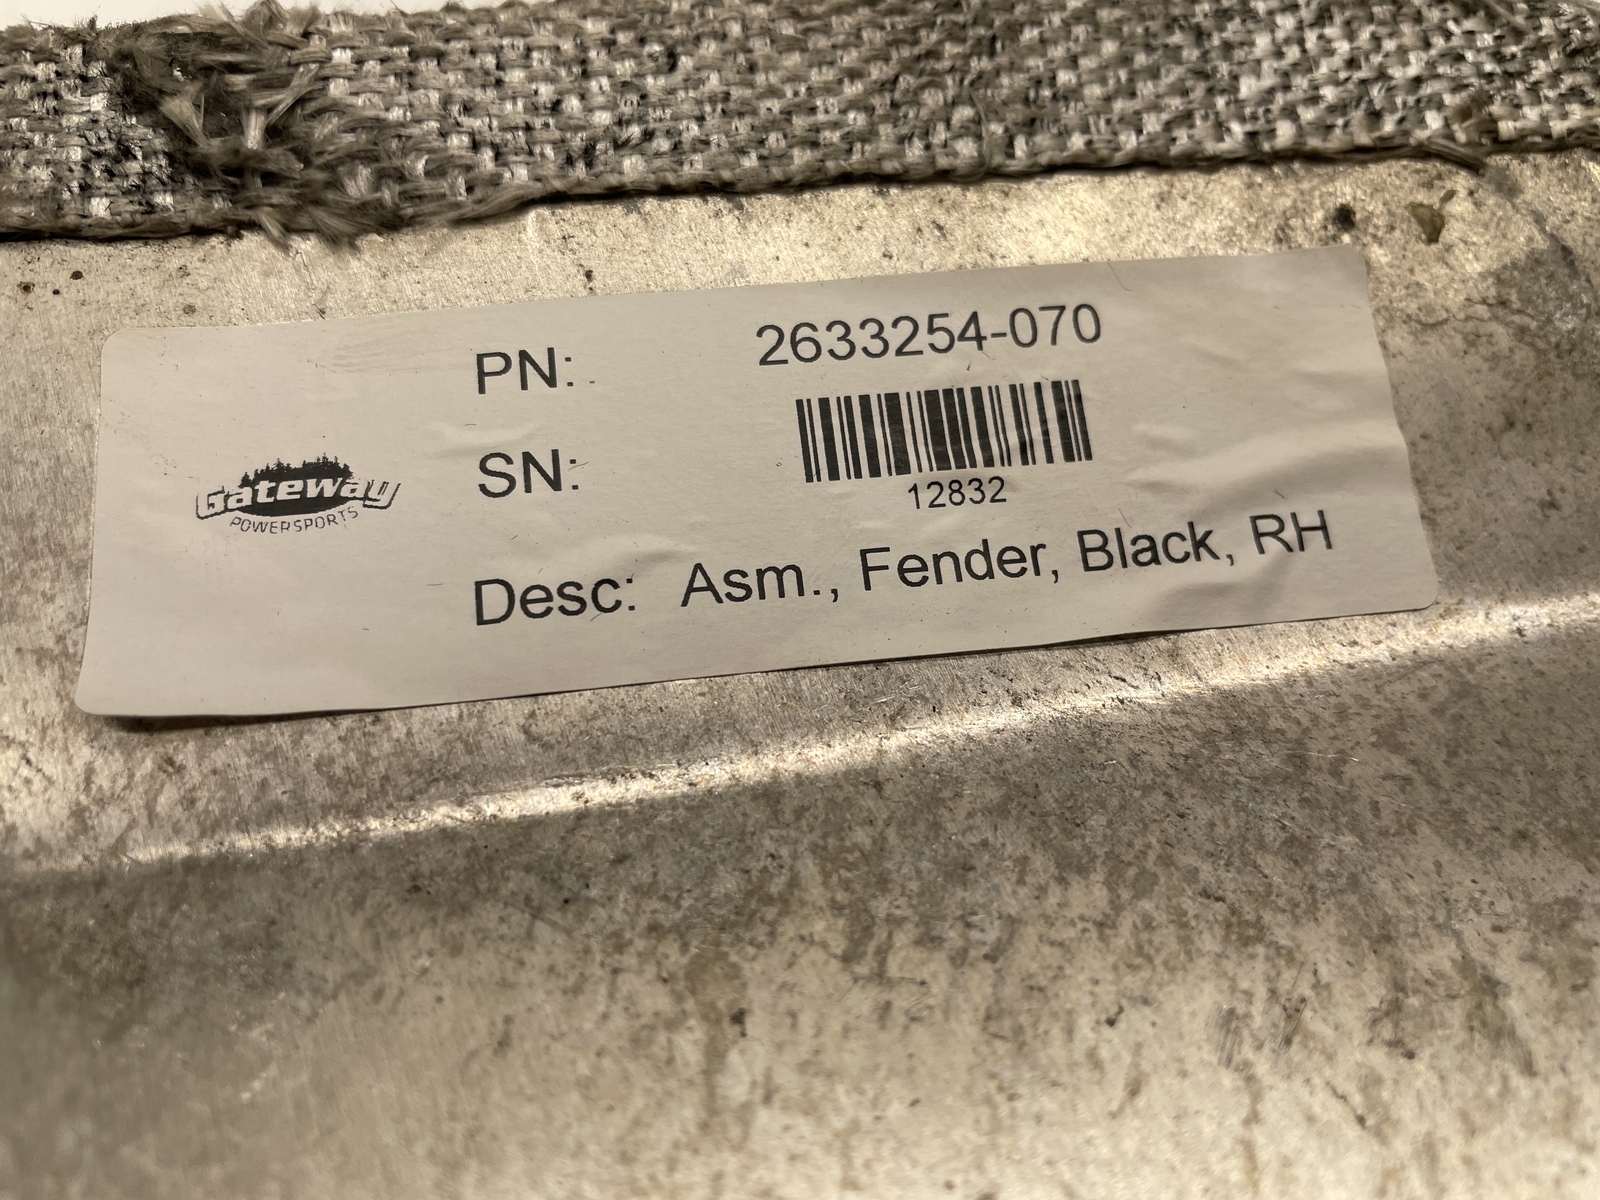 PN: 2633254-070
SN:
12832
Gateway
POWERSPORTS
Desc: Asm., Fender, Black, RH